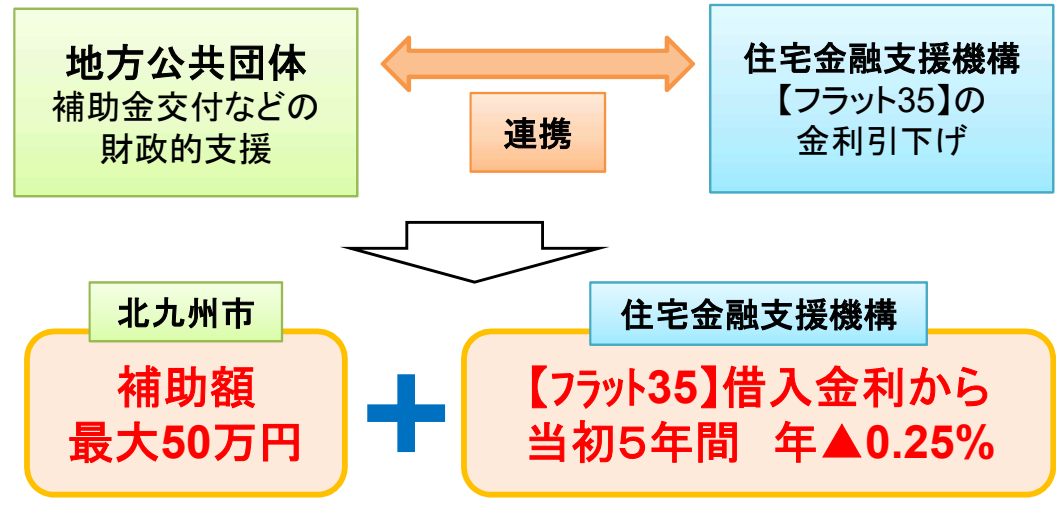 地方公共団体
補助金交付などの
財政的支援
連携
住宅金融支援機構
【フラット35】の
金利引下げ
北九州市
補助額
最大50万円
+
住宅金融支援機構
【フラット35】借入金利から
当初５年間　年▲0.25%